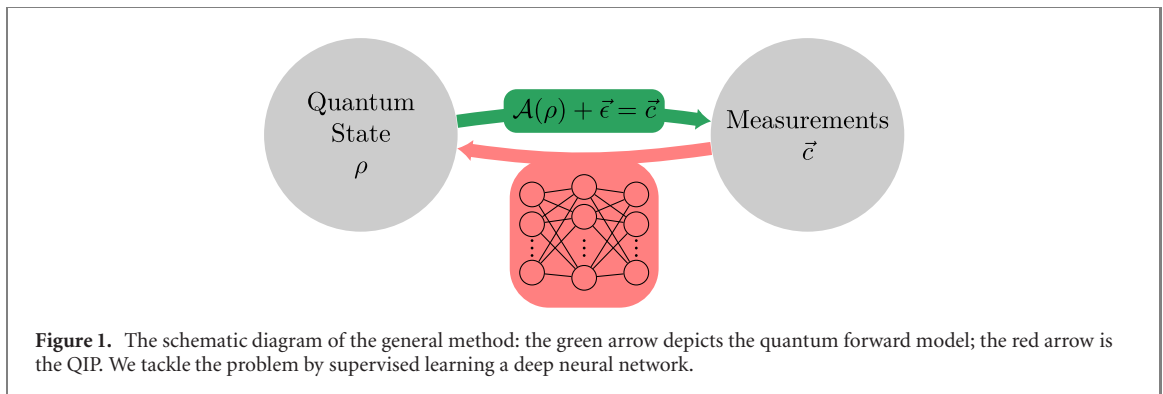 Quantum
State
ρ
𝒜(ρ) + ϵ⃗ = c⃗
Measurements
c⃗
Figure 1. The schematic diagram of the general method: the green arrow depicts the quantum forward model; the red arrow is
the QIP. We tackle the problem by supervised learning a deep neural network.